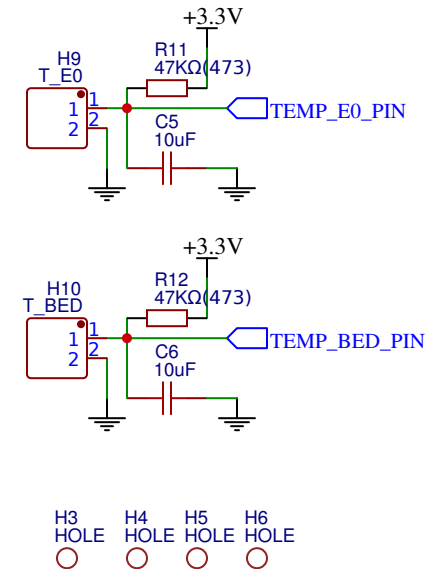 +3.3V
H9
T_E0
R11
47KΩ(473)
1
1
2
2
TEMP_E0_PIN
C5
10uF
+3.3V
H10
T_BED
R12
47KΩ(473)
1
1
2
2
TEMP_BED_PIN
C6
10uF
H3 H4 H5 H6
HOLE HOLE HOLE HOLE